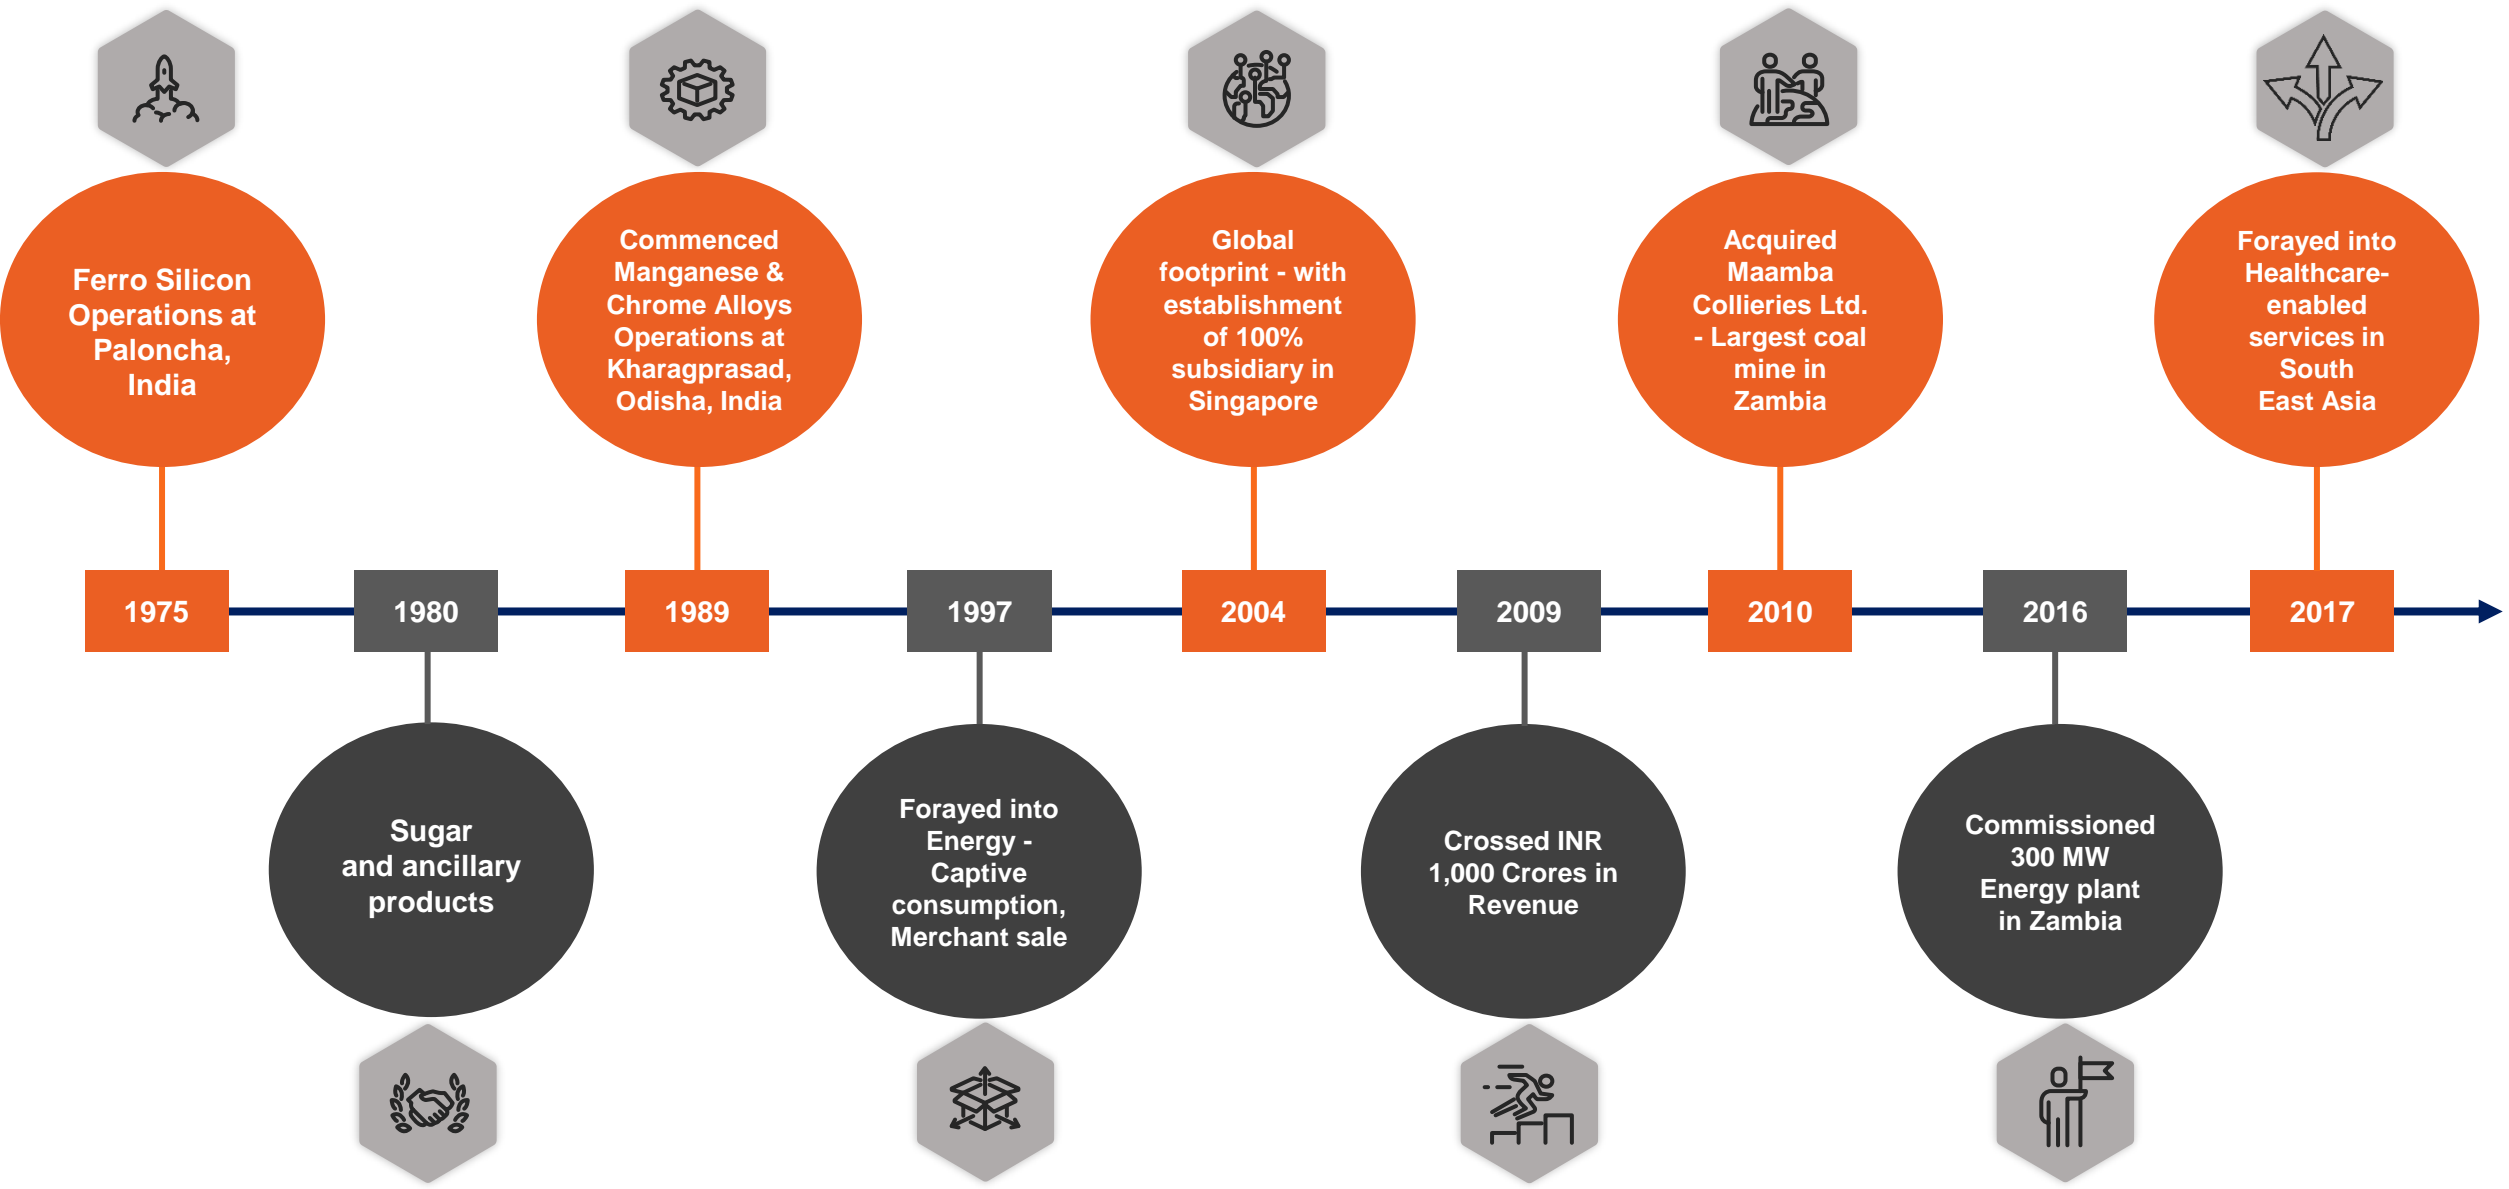 Ferro Silicon
Operations at
Paloncha,
India
Commenced
Manganese &
Chrome Alloys
Operations at
Kharagprasad,
Odisha, India
Global
footprint - with
establishment
of 100%
subsidiary in
Singapore
Acquired
Maamba
Collieries Ltd.
- Largest coal
mine in
Zambia
Forayed into
Healthcare-
enabled
services in
South
East Asia
1975
1980
1989
1997
2004
2009
2010
2016
2017
Sugar
and ancillary
products
Forayed into
Energy -
Captive
consumption,
Merchant sale
Crossed INR
1,000 Crores in
Revenue
Commissioned
300 MW
Energy plant
in Zambia